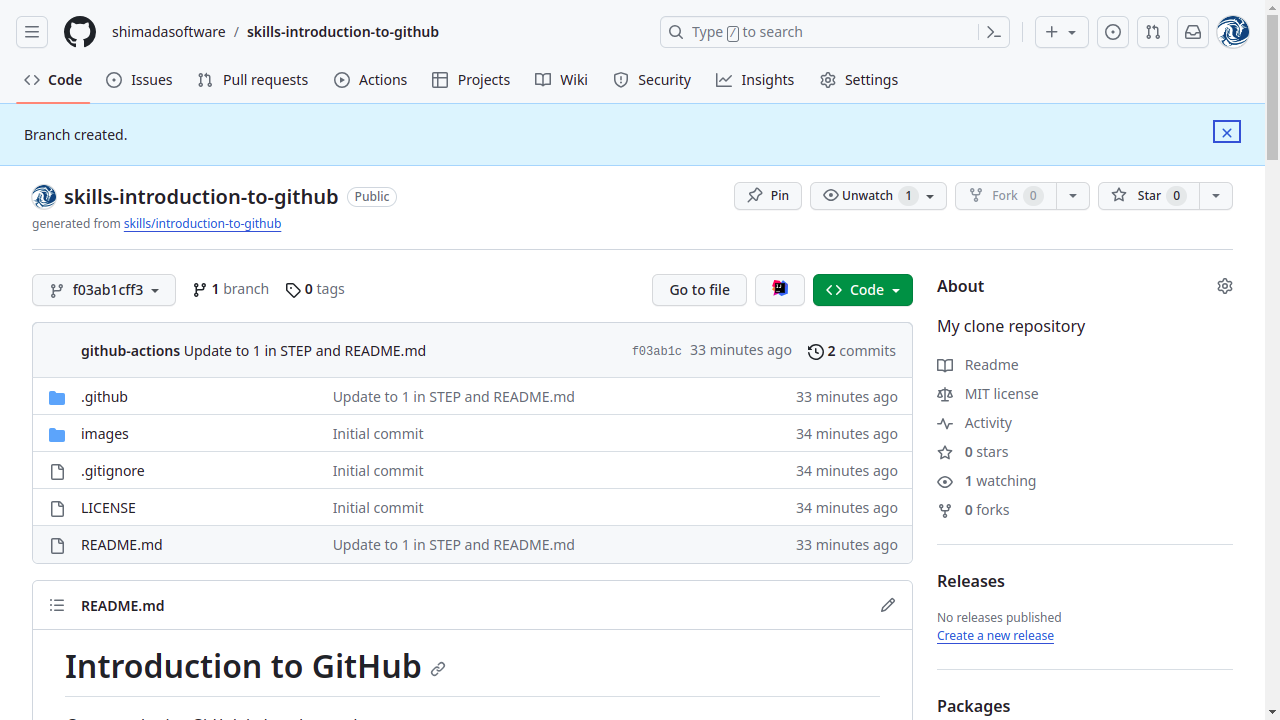 shimadasoftware / skills-introduction-to-github
Type / to search
Code
Issues
Pull requests
Actions
Projects
Wiki
Security
Insights
Settings
Branch created.
skills-introduction-to-github Public
generated from skills/introduction-to-github
Pin
Unwatch 1
Fork 0
Star 0
f03ab1cff3
1 branch
0 tags
Go to file
Code
github-actions Update to 1 in STEP and README.md f03ab1c 33 minutes ago 2 commits
.github Update to 1 in STEP and README.md 33 minutes ago
images Initial commit 34 minutes ago
.gitignore Initial commit 34 minutes ago
LICENSE Initial commit 34 minutes ago
README.md Update to 1 in STEP and README.md 33 minutes ago
README.md
Introduction to GitHub
About
My clone repository
Readme
MIT license
Activity
0 stars
1 watching
0 forks
Releases
No releases published
Create a new release
Packages